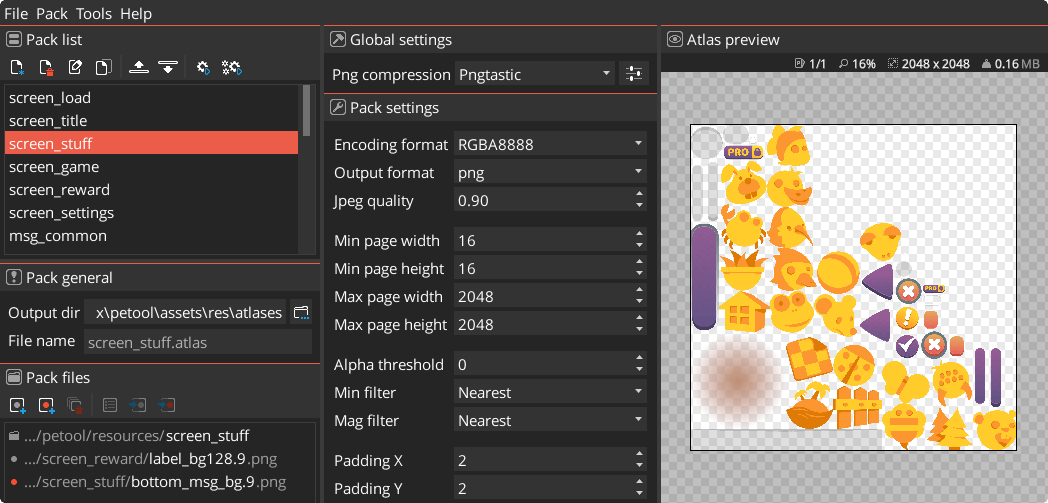 File Pack Tools Help
Pack list
screen_load
screen_title
screen_stuff
screen_game
screen_reward
screen_settings
msg_common
Pack general
Output dir x\petool\assets\res\atlases
File name screen_stuff.atlas
Pack files
.../petool/resources/screen_stuff
.../screen_reward/label_bg128.9.png
.../screen_stuff/bottom_msg_bg.9.png
Global settings
Png compression Pngtastic
Pack settings
Encoding format RGBA8888
Output format png
Jpeg quality 0.90
Min page width 16
Min page height 16
Max page width 2048
Max page height 2048
Alpha threshold 0
Min filter Nearest
Mag filter Nearest
Padding X 2
Padding Y 2
Atlas preview
1/1 16% 2048 x 2048 0.16 MB
PRO
PRO